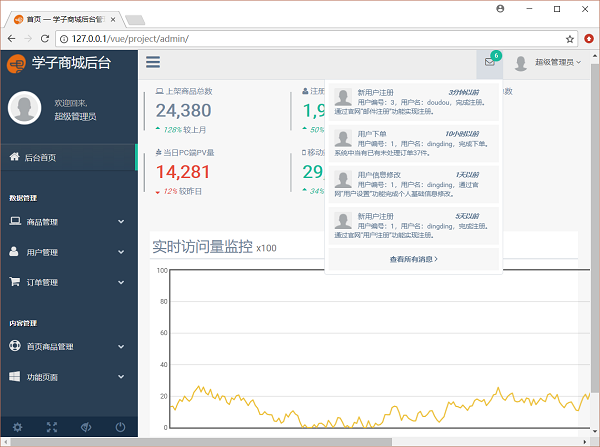 首页 — 学子商城后台管理
127.0.0.1/vue/project/admin/
学子商城后台
6
超级管理员
欢迎回来,
超级管理员
后台首页
数据管理
商品管理
用户管理
订单管理
内容管理
首页商品管理
功能页面
上架商品总数
24,380
128% 较上月
注册
1,9
50%
当日PC端PV量
14,281
12% 较昨日
移动
29,
34%
新用户注册 3分钟以前
用户编号：3，用户名：doudou，完成注册。
通过官网"邮件注册"功能实现注册。
用户下单 10小时以前
用户编号：1，用户名：dingding，完成下单。
系统中当有已有未处理订单37件。
用户信息修改 1天以前
用户编号：1，用户名：dingding，通过官
网"用户设置"功能完成个人基础信息修改。
新用户注册 5天以前
用户编号：1，用户名：dingding，完成注册。
通过官网"用户注册"功能实现注册。
查看所有消息
实时访问量监控 x100
100
80
60
40
20
0